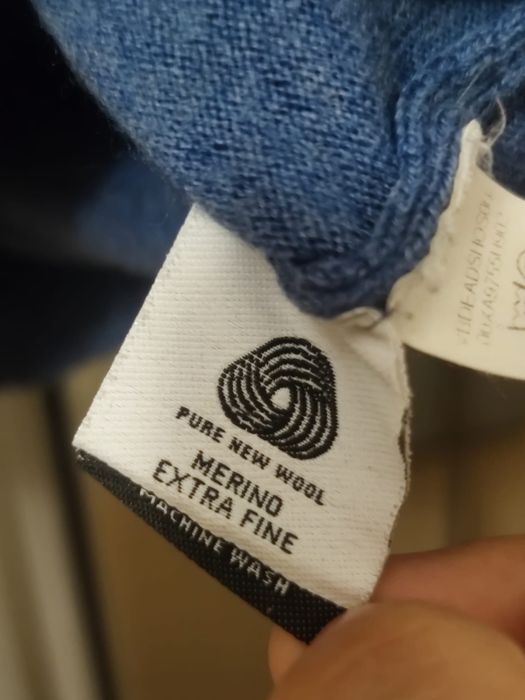 PURE NEW WOOL
MERINO
EXTRA FINE
MACHINE WASH